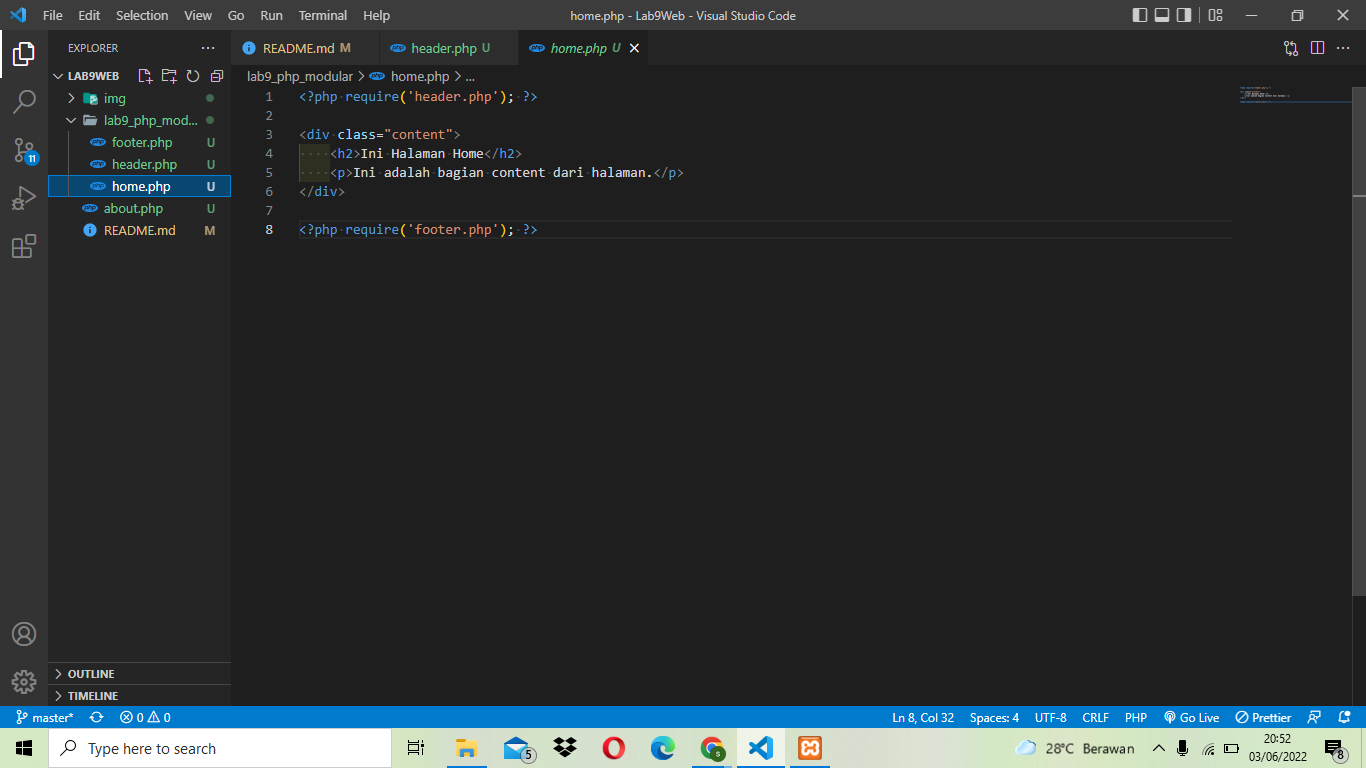 File Edit Selection View Go Run Terminal Help
home.php - Lab9Web - Visual Studio Code
EXPLORER
LAB9WEB
img
lab9_php_mod...
footer.php U
header.php U
home.php U
about.php U
README.md M
OUTLINE
TIMELINE
README.md M header.php U home.php U
lab9_php_modular > home.php > ...
1 <?php require('header.php'); ?>
2
3 <div class="content">
4 <h2>Ini Halaman Home</h2>
5 <p>Ini adalah bagian content dari halaman.</p>
6 </div>
7
8 <?php require('footer.php'); ?>
11
master* 0 0 Ln 8, Col 32 Spaces: 4 UTF-8 CRLF PHP Go Live Prettier
Type here to search
5
S
28°C Berawan
20:52
03/06/2022
8